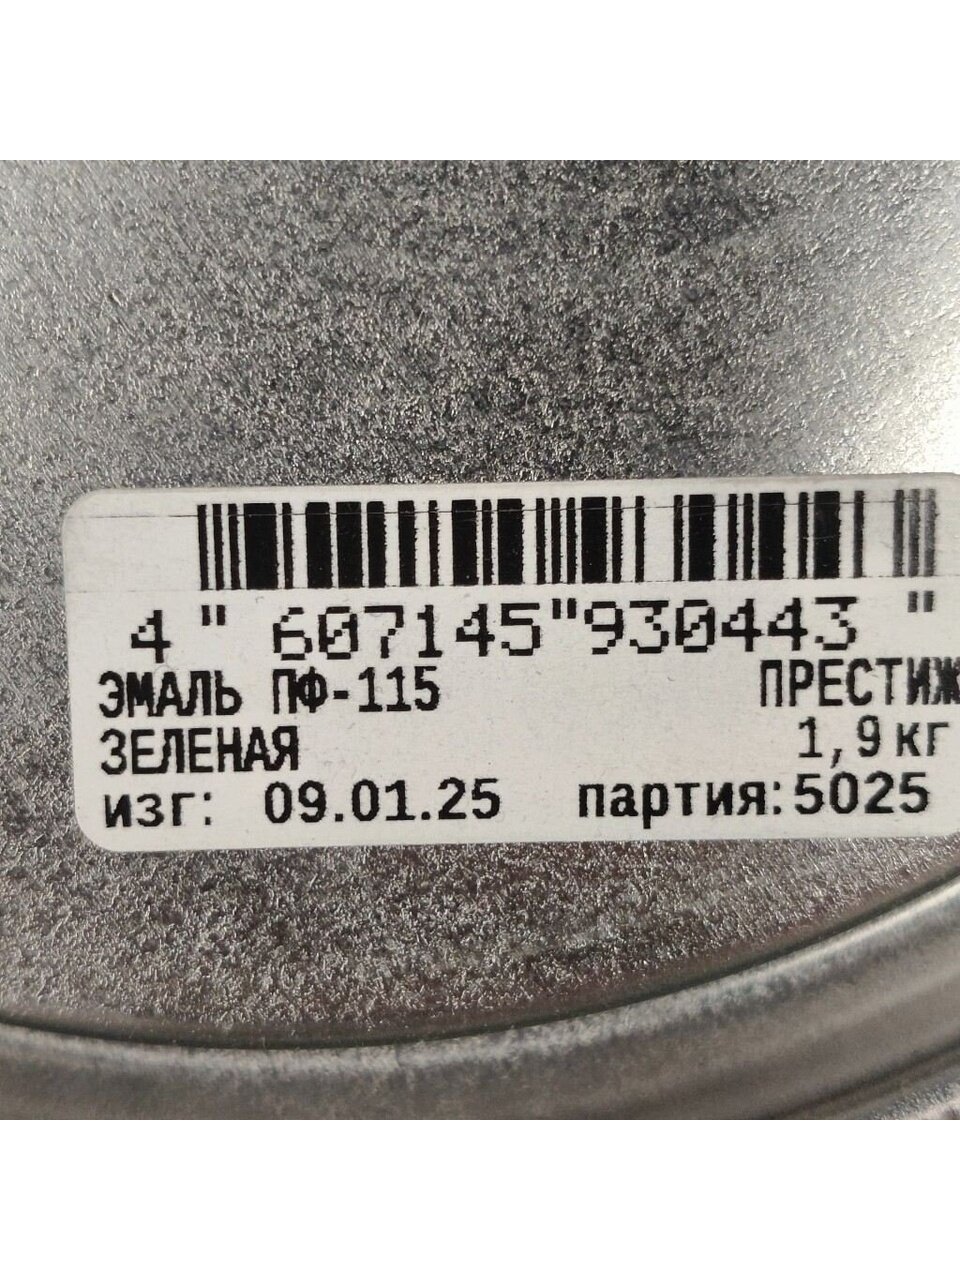 4 " 607145"930443 "
ЭМАЛЬ ПФ-115 ПРЕСТИЖ
ЗЕЛЕНАЯ 1,9 кг
изг: 09.01.25 партия:5025